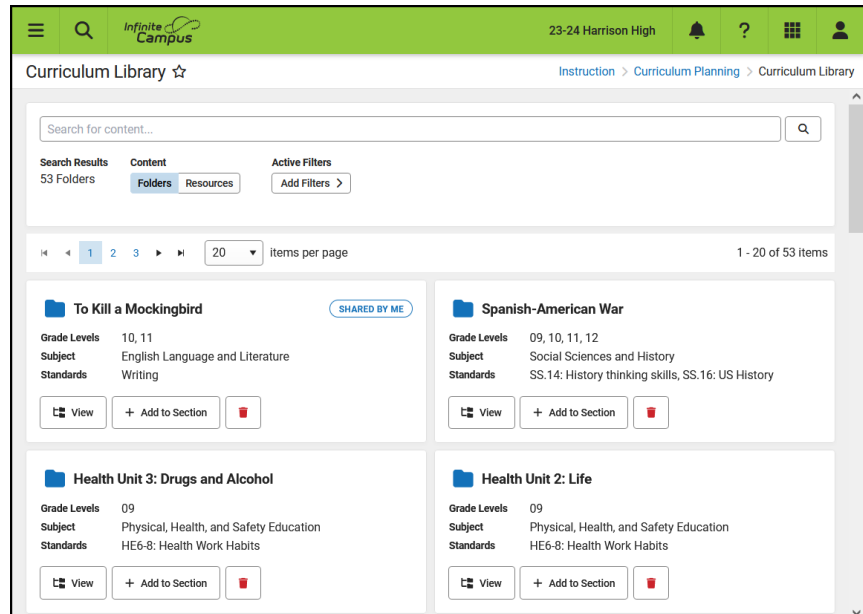 Infinite Campus 23-24 Harrison High ?
Curriculum Library Instruction > Curriculum Planning > Curriculum Library
Search for content...
Search Results Content Active Filters
53 Folders Folders Resources Add Filters >
1 2 3 20 items per page 1 - 20 of 53 items
To Kill a Mockingbird SHARED BY ME
Grade Levels 10, 11
Subject English Language and Literature
Standards Writing
View + Add to Section
Spanish-American War
Grade Levels 09, 10, 11, 12
Subject Social Sciences and History
Standards SS.14: History thinking skills, SS.16: US History
View + Add to Section
Health Unit 3: Drugs and Alcohol
Grade Levels 09
Subject Physical, Health, and Safety Education
Standards HE6-8: Health Work Habits
View + Add to Section
Health Unit 2: Life
Grade Levels 09
Subject Physical, Health, and Safety Education
Standards HE6-8: Health Work Habits
View + Add to Section